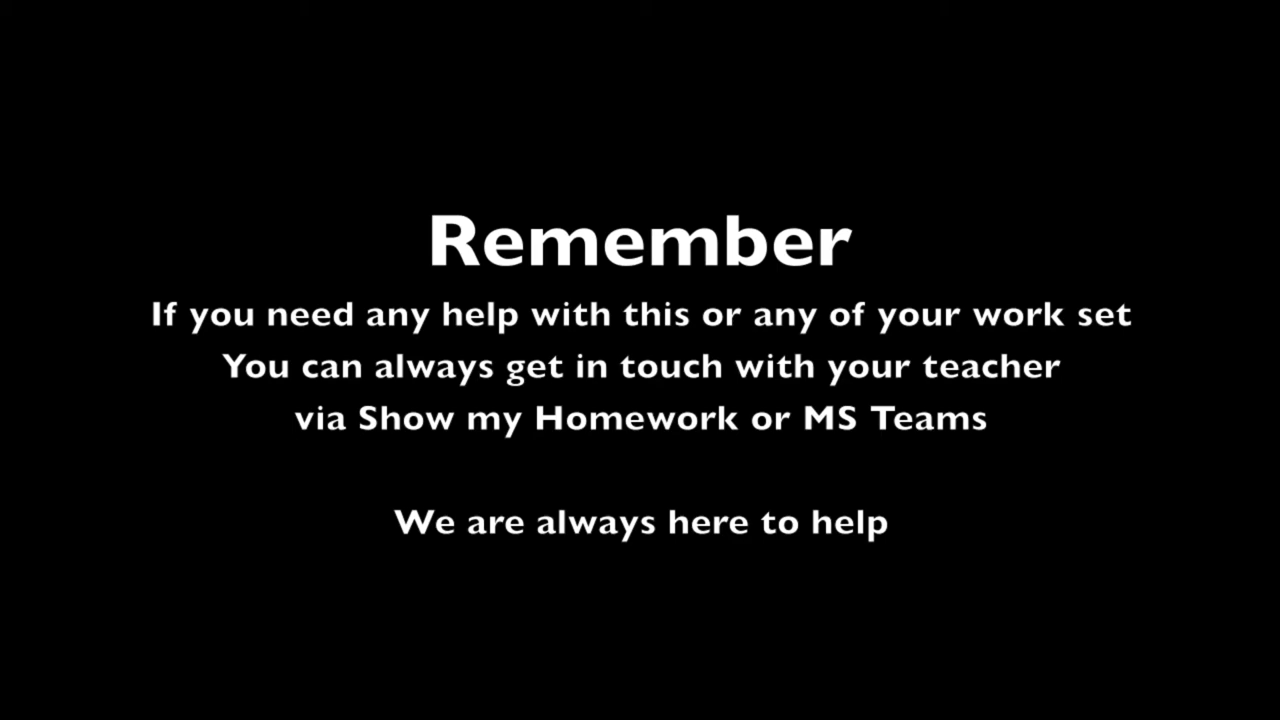 Remember
If you need any help with this or any of your work set
You can always get in touch with your teacher
via Show my Homework or MS Teams
We are always here to help